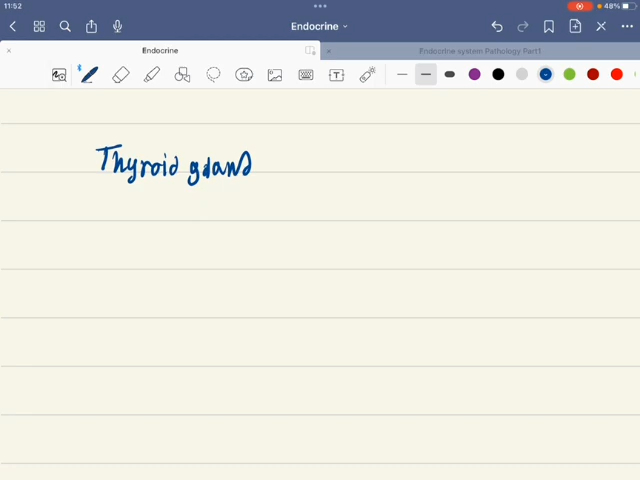 11:52
48%
Endocrine
Endocrine
Endocrine system Pathology Part1
Thyroid gland